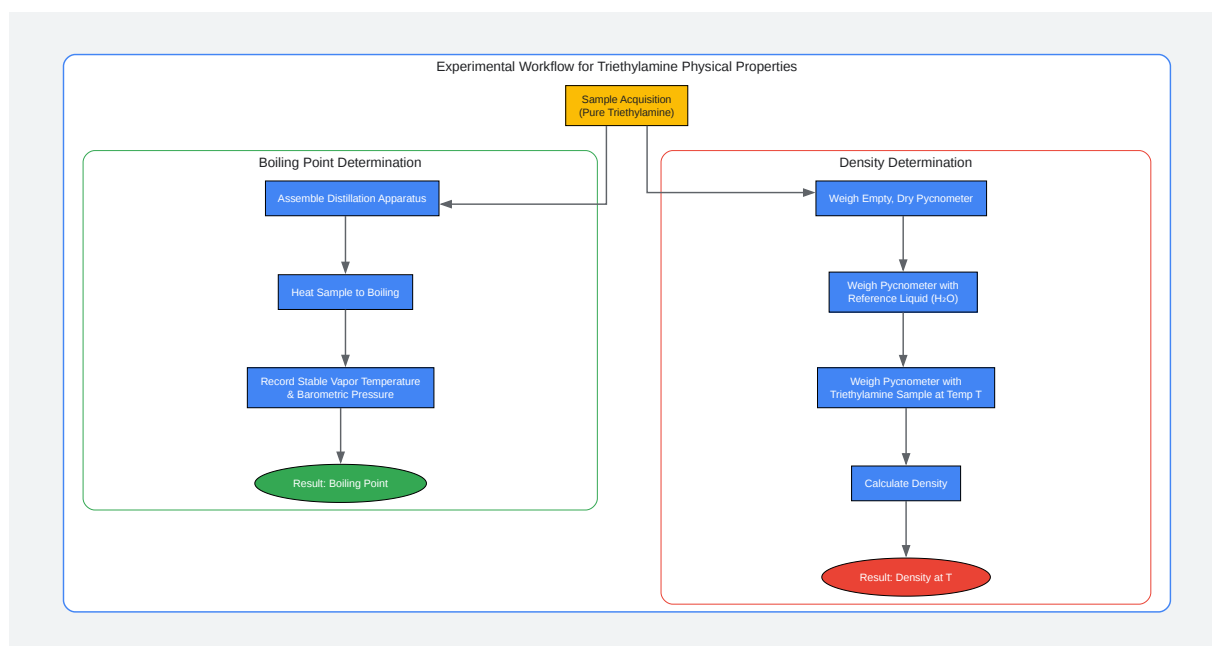 Experimental Workflow for Triethylamine Physical Properties
Sample Acquisition
(Pure Triethylamine)
Boiling Point Determination
Assemble Distillation Apparatus
Heat Sample to Boiling
Record Stable Vapor Temperature
& Barometric Pressure
Result: Boiling Point
Density Determination
Weigh Empty, Dry Pycnometer
Weigh Pycnometer with
Reference Liquid (H₂O)
Weigh Pycnometer with
Triethylamine Sample at Temp T
Calculate Density
Result: Density at T